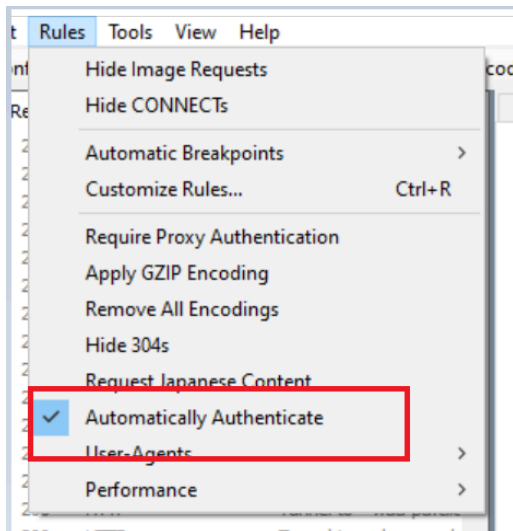 t Rules Tools View Help
Hide Image Requests
Hide CONNECTs
Automatic Breakpoints
Customize Rules... Ctrl+R
Require Proxy Authentication
Apply GZIP Encoding
Remove All Encodings
Hide 304s
Request Japanese Content
Automatically Authenticate
User-Agents
Performance